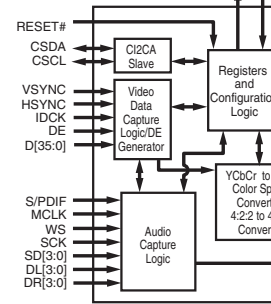 RESET#
CSDA
CSCL
CI2CA
Slave
Registers
and
Configuration
Logic
VSYNC
HSYNC
IDCK
DE
D[35:0]
Video
Data
Capture
Logic/DE
Generator
YCbCr to
Color Sp
Convert
4:2:2 to 4
Conver
S/PDIF
MCLK
WS
SCK
SD[3:0]
DL[3:0]
DR[3:0]
Audio
Capture
Logic